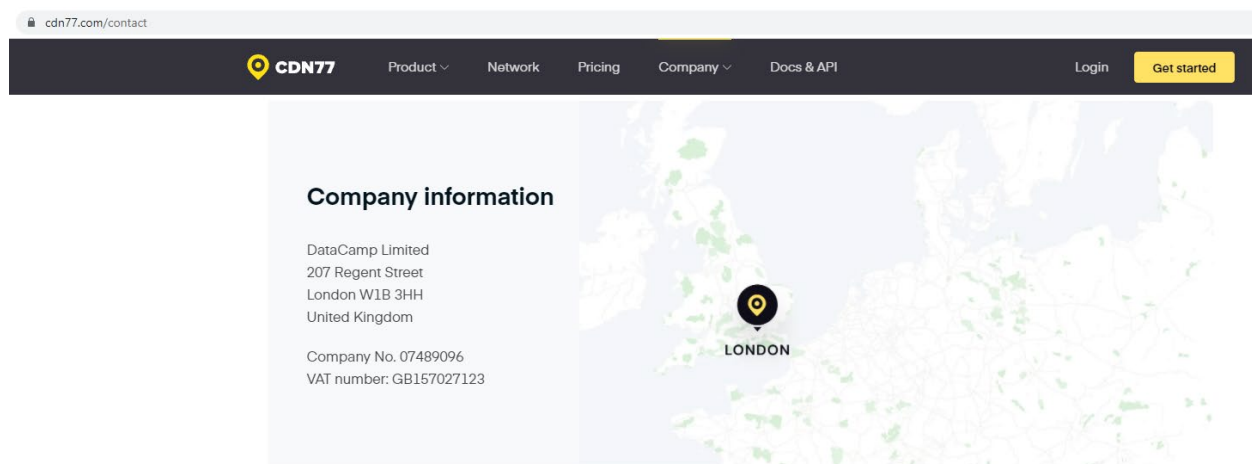 cdn77.com/contact
CDN77 Product Network Pricing Company Docs & API Login Get started
Company information
DataCamp Limited
207 Regent Street
London W1B 3HH
United Kingdom
Company No. 07489096
VAT number: GB157027123
LONDON